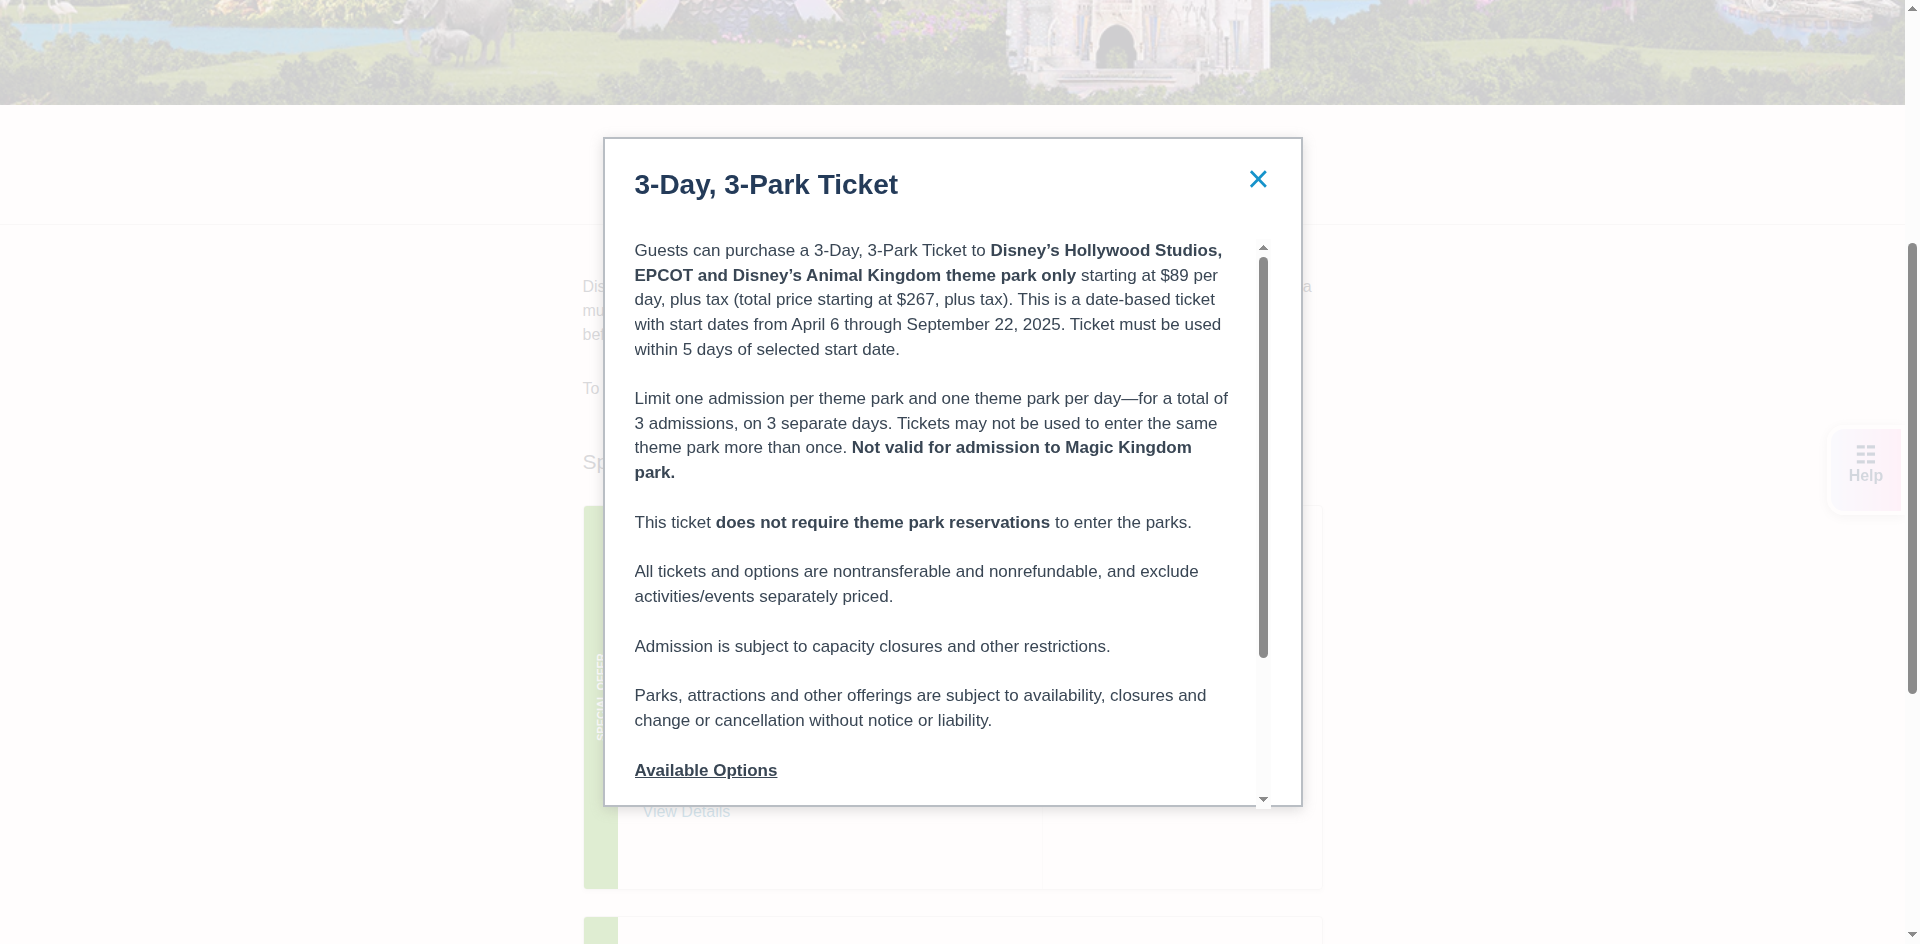 3-Day, 3-Park Ticket
Guests can purchase a 3-Day, 3-Park Ticket to Disney’s Hollywood Studios,
EPCOT and Disney’s Animal Kingdom theme park only starting at $89 per
day, plus tax (total price starting at $267, plus tax). This is a date-based ticket
with start dates from April 6 through September 22, 2025. Ticket must be used
within 5 days of selected start date.
Limit one admission per theme park and one theme park per day—for a total of
3 admissions, on 3 separate days. Tickets may not be used to enter the same
theme park more than once. Not valid for admission to Magic Kingdom
park.
This ticket does not require theme park reservations to enter the parks.
All tickets and options are nontransferable and nonrefundable, and exclude
activities/events separately priced.
Admission is subject to capacity closures and other restrictions.
Parks, attractions and other offerings are subject to availability, closures and
change or cancellation without notice or liability.
Available Options
View Details
To
a
Help
SPECIAL OFFER